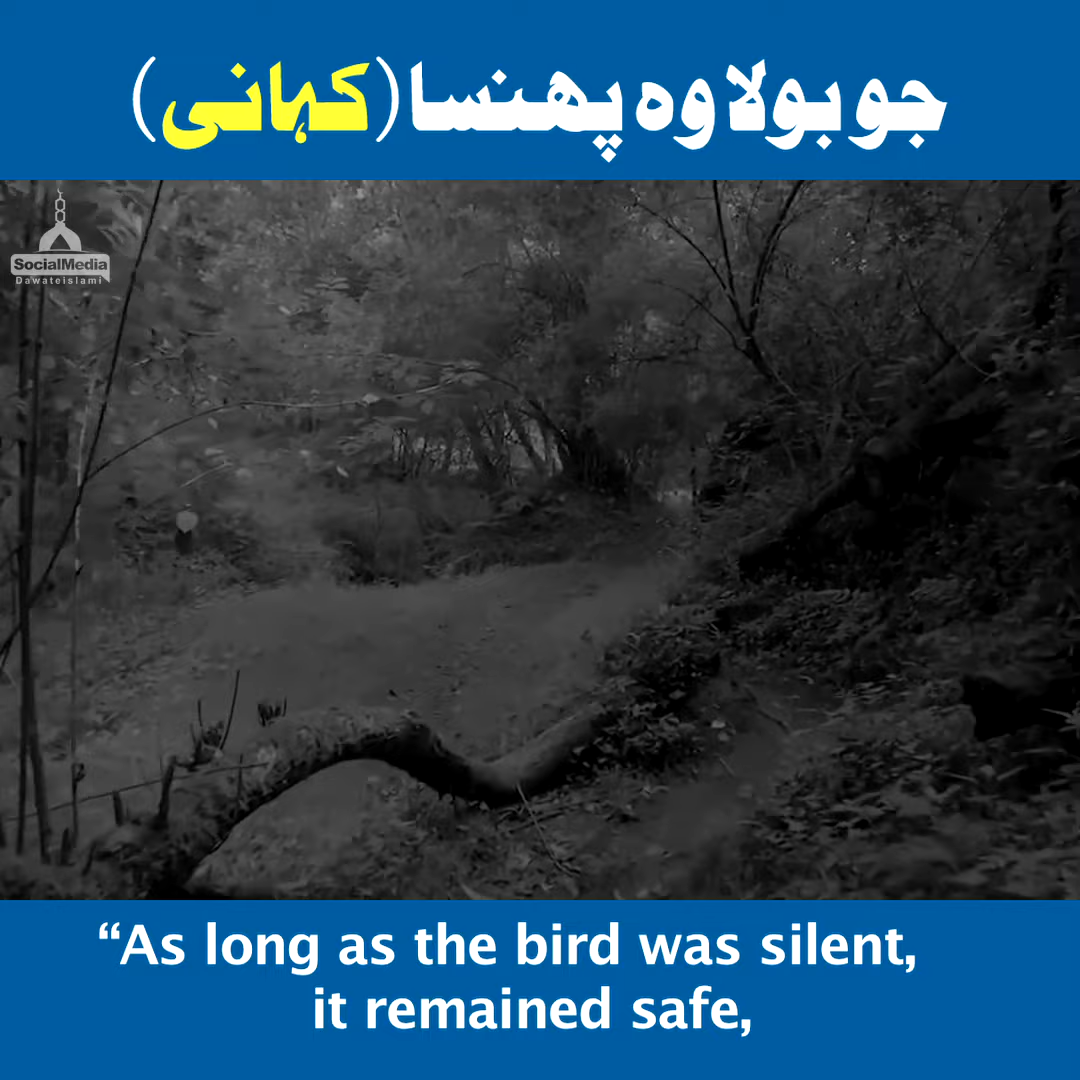 جو بولا وہ پھنسا (کہانی)
SocialMedia
Dawateislami
“As long as the bird was silent,
it remained safe,